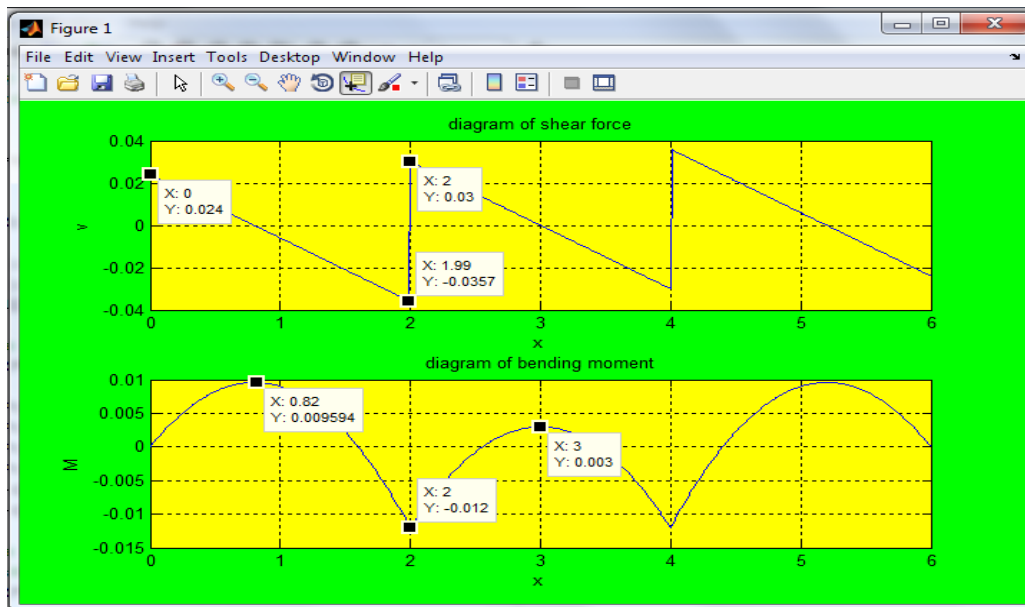 Figure 1
File Edit View Insert Tools Desktop Window Help
diagram of shear force
0.04
0.02
0
-0.02
-0.04
v
X: 0
Y: 0.024
X: 2
Y: 0.03
X: 1.99
Y: -0.0357
0 1 2 3 4 5 6
x
diagram of bending moment
0.01
0.005
0
-0.005
-0.01
-0.015
M
X: 0.82
Y: 0.009594
X: 3
Y: 0.003
X: 2
Y: -0.012
0 1 2 3 4 5 6
x